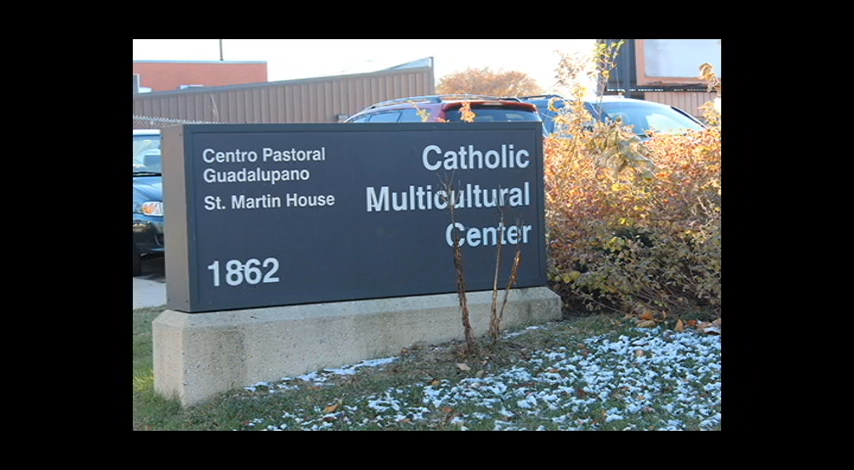 Centro Pastoral
Guadalupano
St. Martin House
1862
Catholic
Multicultural
Center